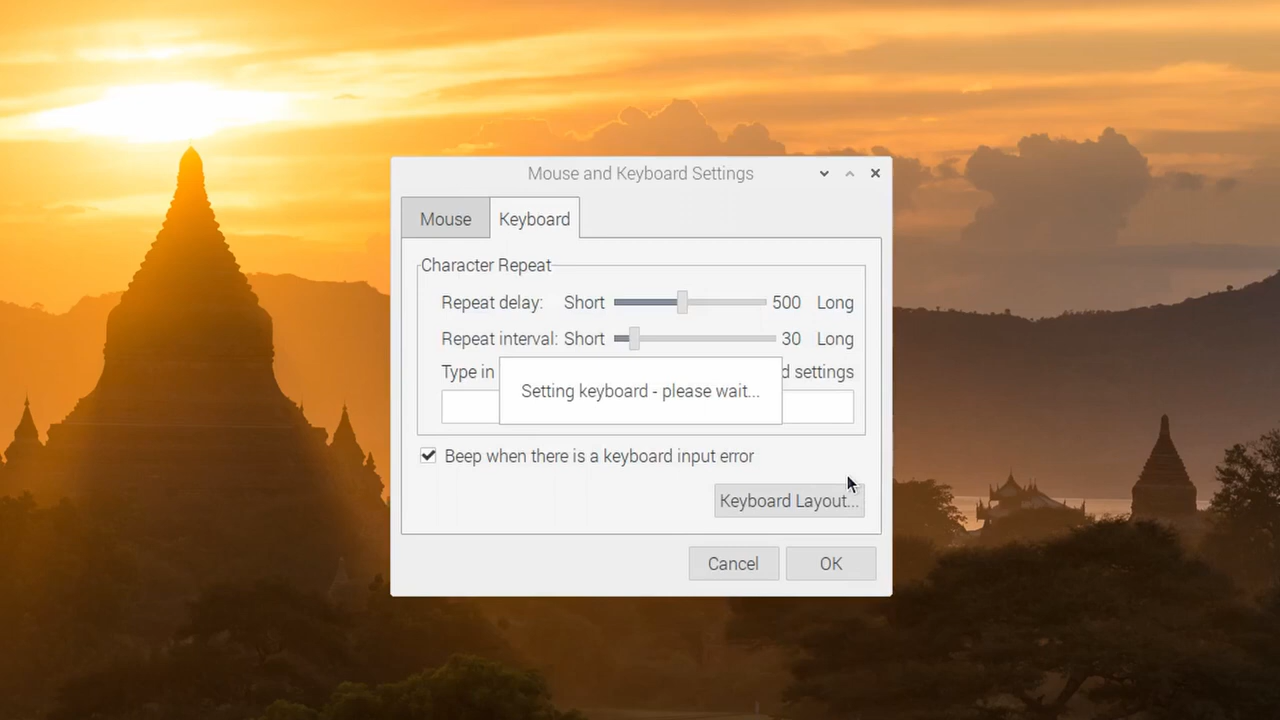 Mouse and Keyboard Settings
Mouse Keyboard
Character Repeat
Repeat delay: Short 500 Long
Repeat interval: Short 30 Long
Type in d settings
Setting keyboard - please wait...
Beep when there is a keyboard input error
Keyboard Layout...
Cancel OK